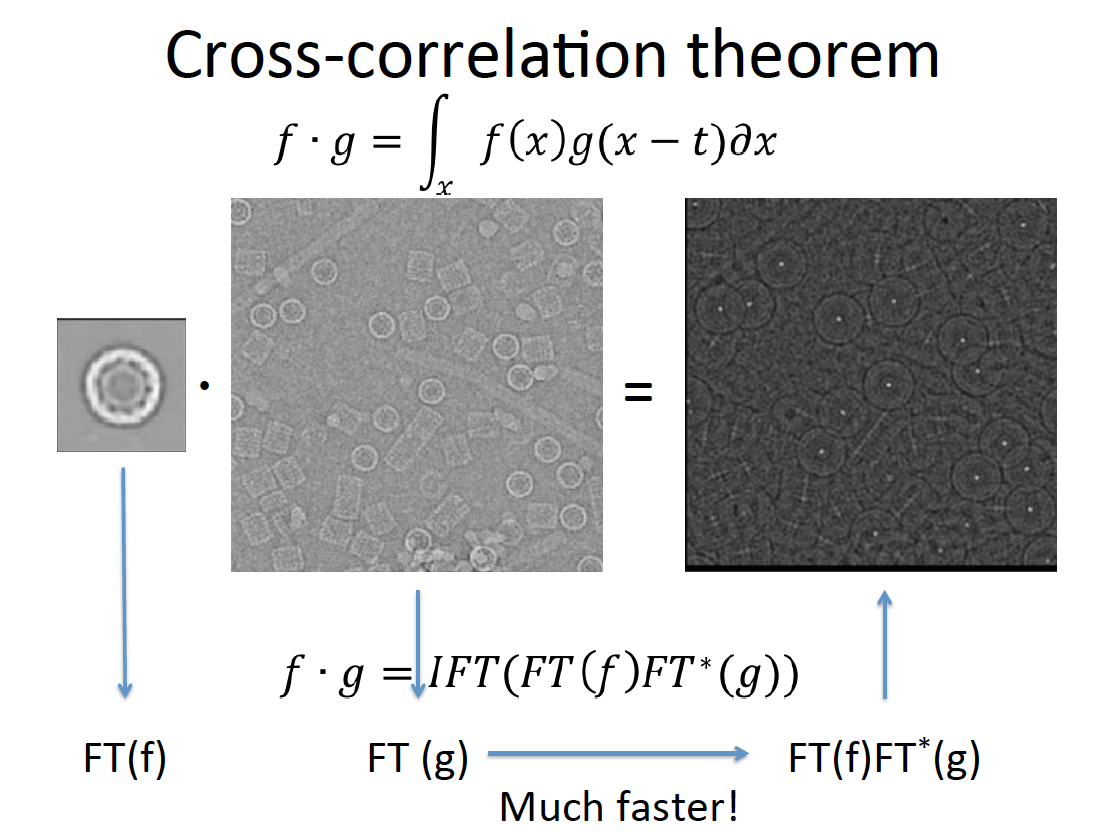 Cross-correlation theorem
f · g = ∫ₓ f(x)g(x − t)∂x
· =
f · g = IFT(FT(f)FT*(g))
FT(f) FT (g) FT(f)FT*(g)
Much faster!